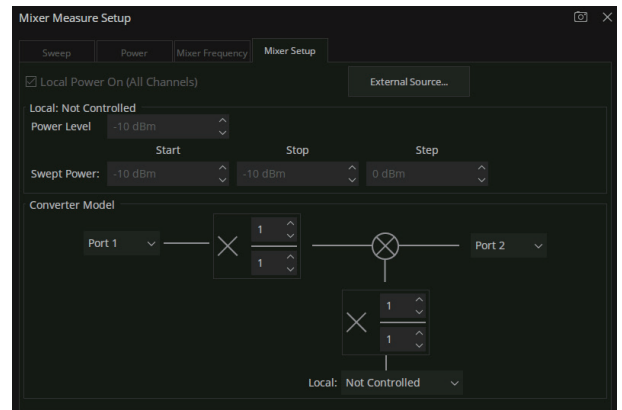 Mixer Measure Setup
Sweep Power Mixer Frequency Mixer Setup
Local Power On (All Channels) External Source...
Local: Not Controlled
Power Level -10 dBm
Start Stop Step
Swept Power: -10 dBm -10 dBm 0 dBm
Converter Model
1
Port 1 Port 2
1
1
1
Local: Not Controlled